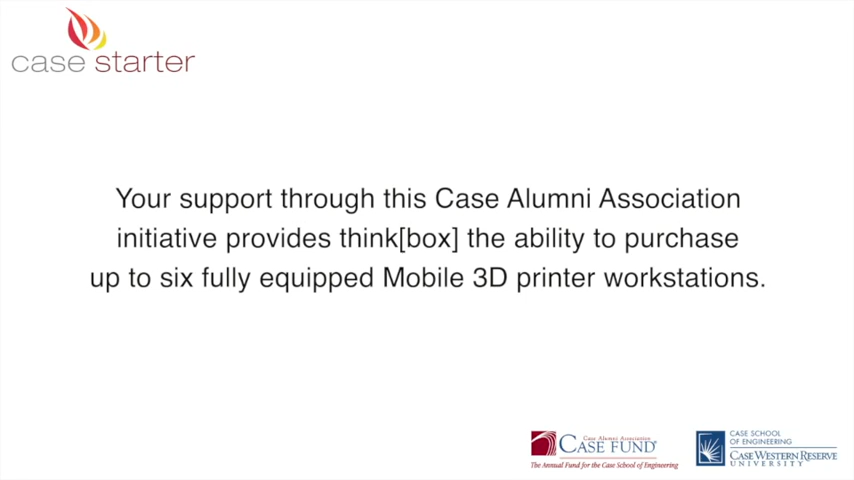 case starter
Your support through this Case Alumni Association
initiative provides think[box] the ability to purchase
up to six fully equipped Mobile 3D printer workstations.
Case Alumni Association
CASE FUND®
The Annual Fund for the Case School of Engineering
CASE SCHOOL
OF ENGINEERING
CASE WESTERN RESERVE
UNIVERSITY